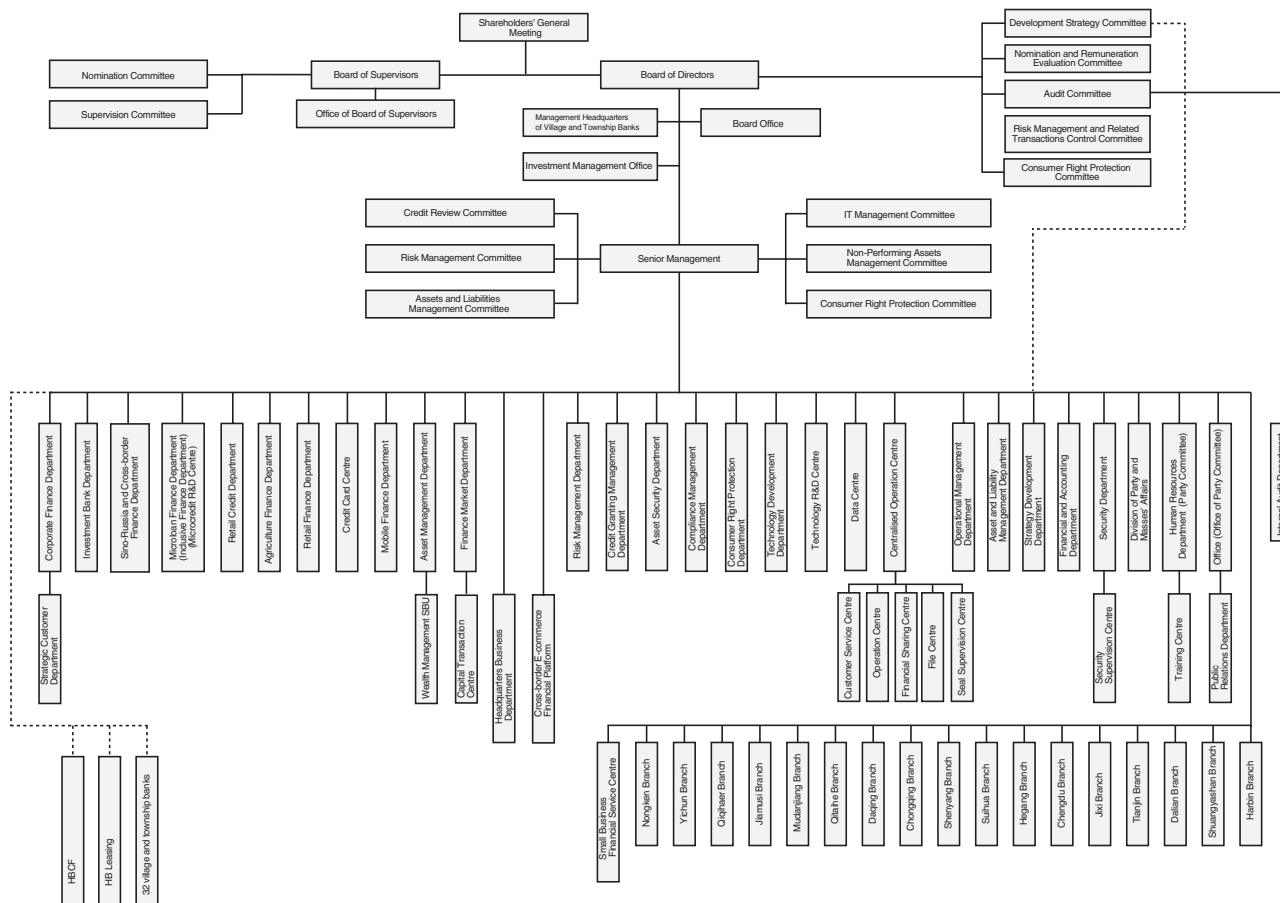 Shareholders' General
Meeting
Development Strategy Committee
Nomination and Remuneration
Evaluation Committee
Nomination Committee
Board of Supervisors
Board of Directors
Audit Committee
Supervision Committee
Office of Board of Supervisors
Management Headquarters
of Village and Township Banks
Board Office
Risk Management and Related
Transactions Control Committee
Investment Management Office
Consumer Right Protection
Committee
Credit Review Committee
IT Management Committee
Risk Management Committee
Senior Management
Non-Performing Assets
Management Committee
Assets and Liabilities
Management Committee
Consumer Right Protection Committee
Corporate Finance Department
Investment Bank Department
Sino-Russia and Cross-border
Finance Department
Microloan Finance Department
(Inclusive Finance Department)
(Microcredit R&D Centre)
Retail Credit Department
Agriculture Finance Department
Retail Finance Department
Credit Card Centre
Mobile Finance Department
Asset Management Department
Finance Market Department
Risk Management Department
Credit Granting Management
Department
Asset Security Department
Compliance Management
Department
Consumer Right Protection
Department
Technology Development
Department
Technology R&D Centre
Data Centre
Centralised Operation Centre
Operational Management
Department
Asset and Liability
Management Department
Strategy Development
Department
Financial and Accounting
Department
Security Department
Division of Party and
Masses' Affairs
Human Resources
Department (Party Committee)
Office (Office of Party Committee)
Internal Audit Department
Strategic Customer
Department
Wealth Management SBU
Capital Transaction
Centre
Headquarters Business
Department
Cross-border E-commerce
Financial Platform
Customer Service Centre
Operation Centre
Financial Sharing Centre
File Centre
Seal Supervision Centre
Security
Supervision Centre
Training Centre
Public
Relations Department
HBCF
HB Leasing
32 village and township banks
Small Business
Financial Service Centre
Nongken Branch
Yichun Branch
Qiqihaer Branch
Jiamusi Branch
Mudanjiang Branch
Qitaihe Branch
Daqing Branch
Chongqing Branch
Shenyang Branch
Suihua Branch
Hegang Branch
Chengdu Branch
Jixi Branch
Tianjin Branch
Dalian Branch
Shuangyashan Branch
Harbin Branch